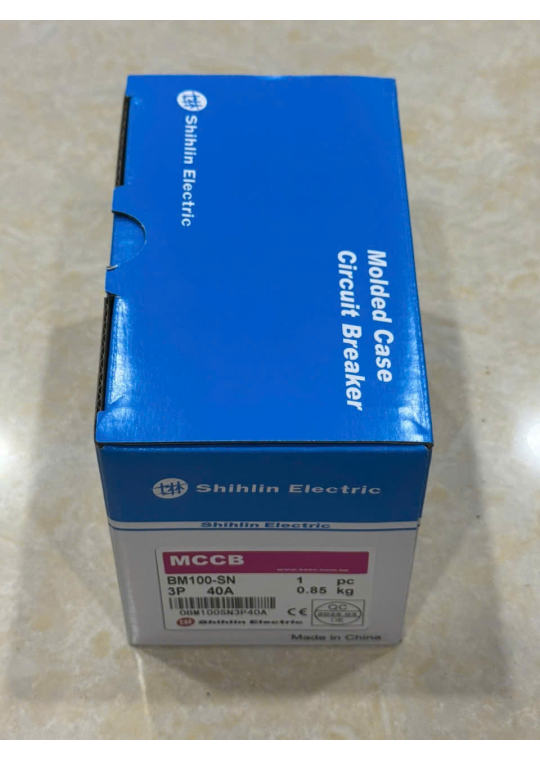 Shihlin Electric
Molded Case
Circuit Breaker
Shihlin Electric
Shihlin Electric
MCCB
BM100-SN 1 pc
3P 40A 0.85 kg
0BM100SN3P40A
CE
QC
Shihlin Electric
Made in China